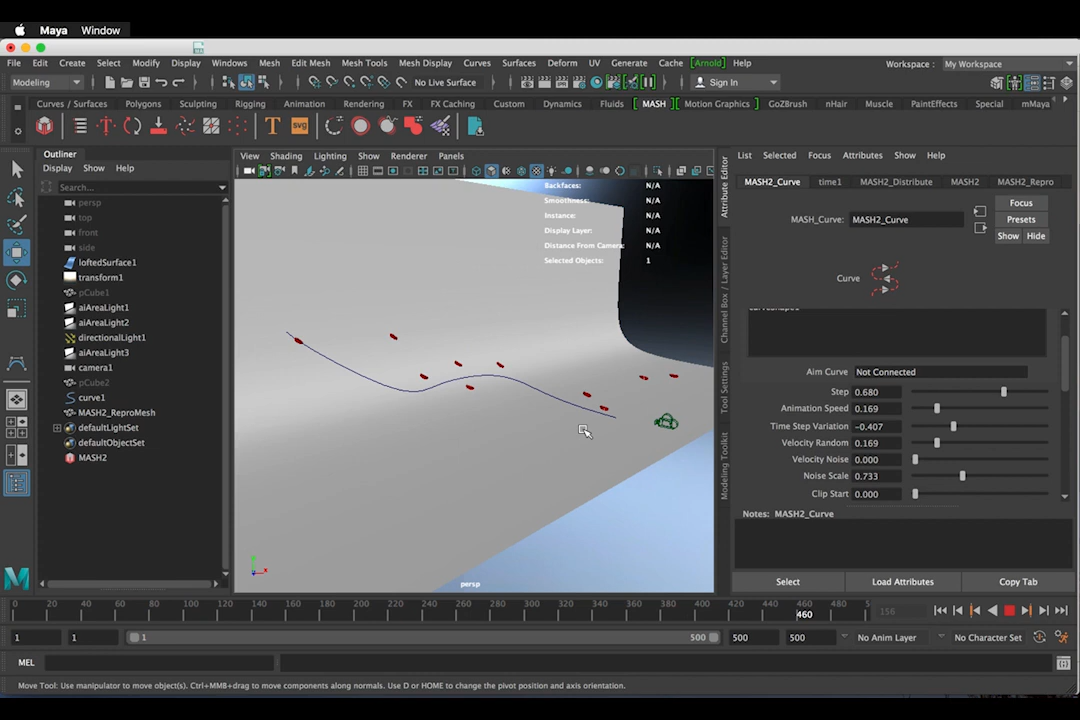 Maya Window
File Edit Create Select Modify Display Windows Mesh Edit Mesh Mesh Tools Mesh Display Curves Surfaces Deform UV Generate Cache [Arnold] Help Workspace : My Workspace
Modeling No Live Surface Sign In
Curves / Surfaces Polygons Sculpting Rigging Animation Rendering FX FX Caching Custom Dynamics Fluids MASH Motion Graphics GoZBrush nHair Muscle PaintEffects Special mMaya
T svg
Outliner
Display Show Help
Search...
persp
top
front
side
loftedSurface1
transform1
pCube1
aiAreaLight1
aiAreaLight2
directionalLight1
aiAreaLight3
camera1
pCube2
curve1
MASH2_ReproMesh
defaultLightSet
defaultObjectSet
MASH2
View Shading Lighting Show Renderer Panels
Backfaces: N/A
Smoothness: N/A
Instance: N/A
Display Layer: N/A
Distance From Camera: N/A
Selected Objects: 1
persp
Attribute Editor
Channel Box / Layer Editor
Tool Settings
Modeling Toolkit
List Selected Focus Attributes Show Help
MASH2_Curve time1 MASH2_Distribute MASH2 MASH2_Repro
MASH_Curve: MASH2_Curve
Focus
Presets
Show Hide
Curve
Aim Curve Not Connected
Step 0.680
Animation Speed 0.169
Time Step Variation -0.407
Velocity Random 0.169
Velocity Noise 0.000
Noise Scale 0.733
Clip Start 0.000
Notes: MASH2_Curve
Select Load Attributes Copy Tab
0 20 40 60 80 100 120 140 160 180 200 220 240 260 280 300 320 340 360 380 400 420 440 460 480 5
460
156
1 1 1 500 500 500 No Anim Layer No Character Set
MEL
Move Tool: Use manipulator to move object(s). Ctrl+MMB+drag to move components along normals. Use D or HOME to change the pivot position and axis orientation.